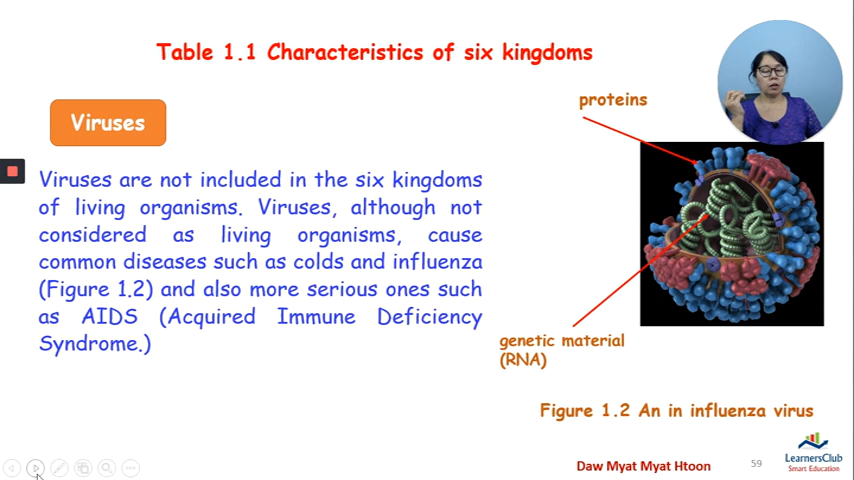 Table 1.1 Characteristics of six kingdoms
Viruses
Viruses are not included in the six kingdoms
of living organisms. Viruses, although not
considered as living organisms, cause
common diseases such as colds and influenza
(Figure 1.2) and also more serious ones such
as AIDS (Acquired Immune Deficiency
Syndrome.)
proteins
genetic material
(RNA)
Figure 1.2 An in influenza virus
Daw Myat Myat Htoon
59
LearnersClub
Smart Education